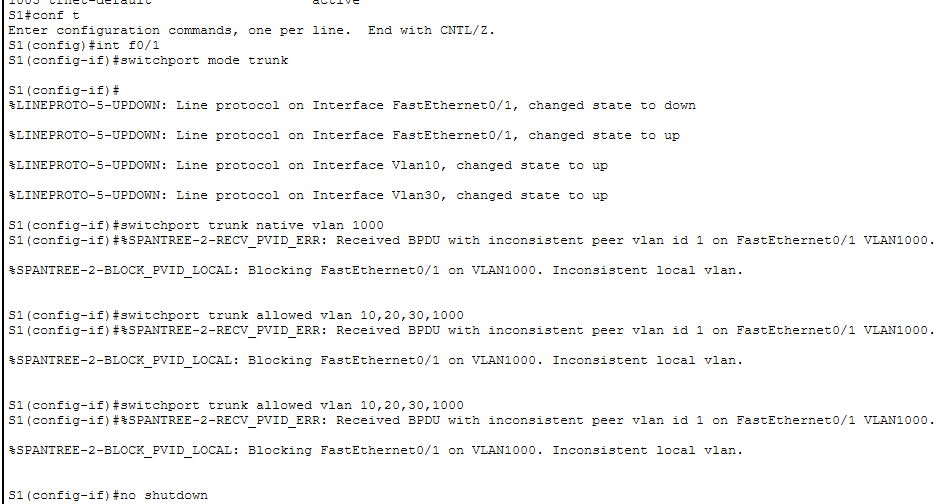 1003 trnet-default active
S1#conf t
Enter configuration commands, one per line.  End with CNTL/Z.
S1(config)#int f0/1
S1(config-if)#switchport mode trunk
S1(config-if)#
%LINEPROTO-5-UPDOWN: Line protocol on Interface FastEthernet0/1, changed state to down
%LINEPROTO-5-UPDOWN: Line protocol on Interface FastEthernet0/1, changed state to up
%LINEPROTO-5-UPDOWN: Line protocol on Interface Vlan10, changed state to up
%LINEPROTO-5-UPDOWN: Line protocol on Interface Vlan30, changed state to up
S1(config-if)#switchport trunk native vlan 1000
S1(config-if)#%SPANTREE-2-RECV_PVID_ERR: Received BPDU with inconsistent peer vlan id 1 on FastEthernet0/1 VLAN1000.
%SPANTREE-2-BLOCK_PVID_LOCAL: Blocking FastEthernet0/1 on VLAN1000. Inconsistent local vlan.
S1(config-if)#switchport trunk allowed vlan 10,20,30,1000
S1(config-if)#%SPANTREE-2-RECV_PVID_ERR: Received BPDU with inconsistent peer vlan id 1 on FastEthernet0/1 VLAN1000.
%SPANTREE-2-BLOCK_PVID_LOCAL: Blocking FastEthernet0/1 on VLAN1000. Inconsistent local vlan.
S1(config-if)#switchport trunk allowed vlan 10,20,30,1000
S1(config-if)#%SPANTREE-2-RECV_PVID_ERR: Received BPDU with inconsistent peer vlan id 1 on FastEthernet0/1 VLAN1000.
%SPANTREE-2-BLOCK_PVID_LOCAL: Blocking FastEthernet0/1 on VLAN1000. Inconsistent local vlan.
S1(config-if)#no shutdown